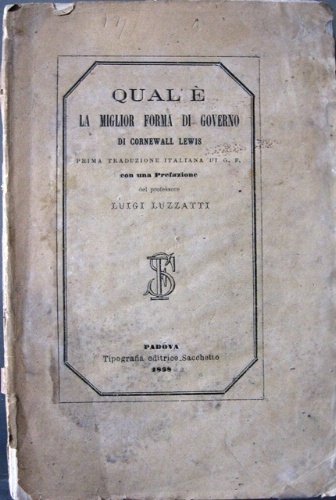 QUAL'È
LA MIGLIOR FORMA DI GOVERNO
DI CORNEWALL LEWIS
PRIMA TRADUZIONE ITALIANA DI G. F.
con una Prefazione
del professore
LUIGI LUZZATTI
PADOVA
Tipografia editrice Sacchetto
1868